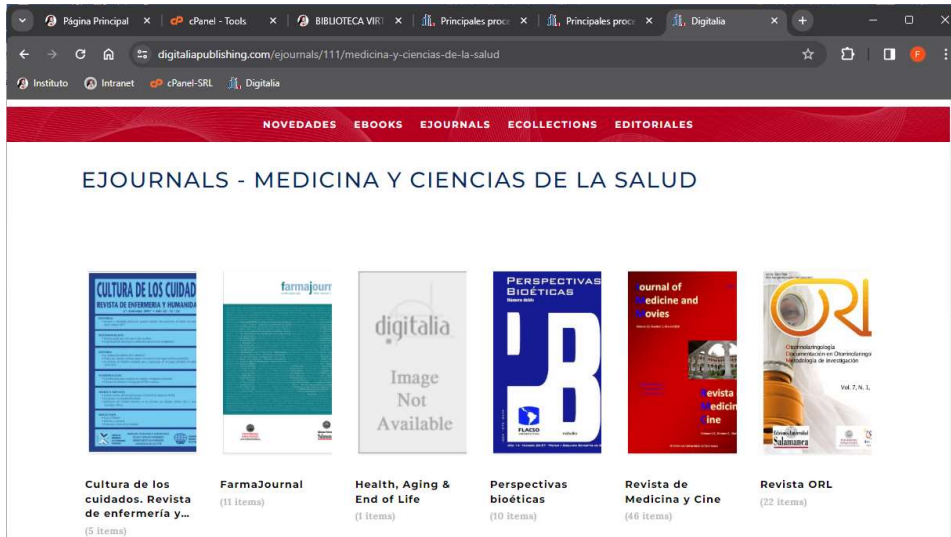 Página Principal
cPanel - Tools
BIBLIOTECA VIRT
Principales proce
Principales proce
Digitalia
digitaliapublishing.com/ejournals/111/medicina-y-ciencias-de-la-salud
F
Instituto
Intranet
cPanel-SRL
Digitalia
NOVEDADES EBOOKS EJOURNALS ECOLLECTIONS EDITORIALES
EJOURNALS - MEDICINA Y CIENCIAS DE LA SALUD
CULTURA DE LOS CUIDAD
REVISTA DE ENFERMERIA Y HUMANIDA
farmajourn
digitalia
Image
Not
Available
PERSPECTIVAS
BIOÉTICAS
FLACSO
Journal of
Medicine and
Movies
Revista
Medicin
Cine
ORL
Otorrinolaringología
Documentación en Otorrinolaringo
Metodología de investigación
Vol. 7, N. 1,
Salamanca
Cultura de los
cuidados. Revista
de enfermería y...
(5 items)
FarmaJournal
(11 items)
Health, Aging &
End of Life
(1 items)
Perspectivas
bioéticas
(10 items)
Revista de
Medicina y Cine
(46 items)
Revista ORL
(22 items)